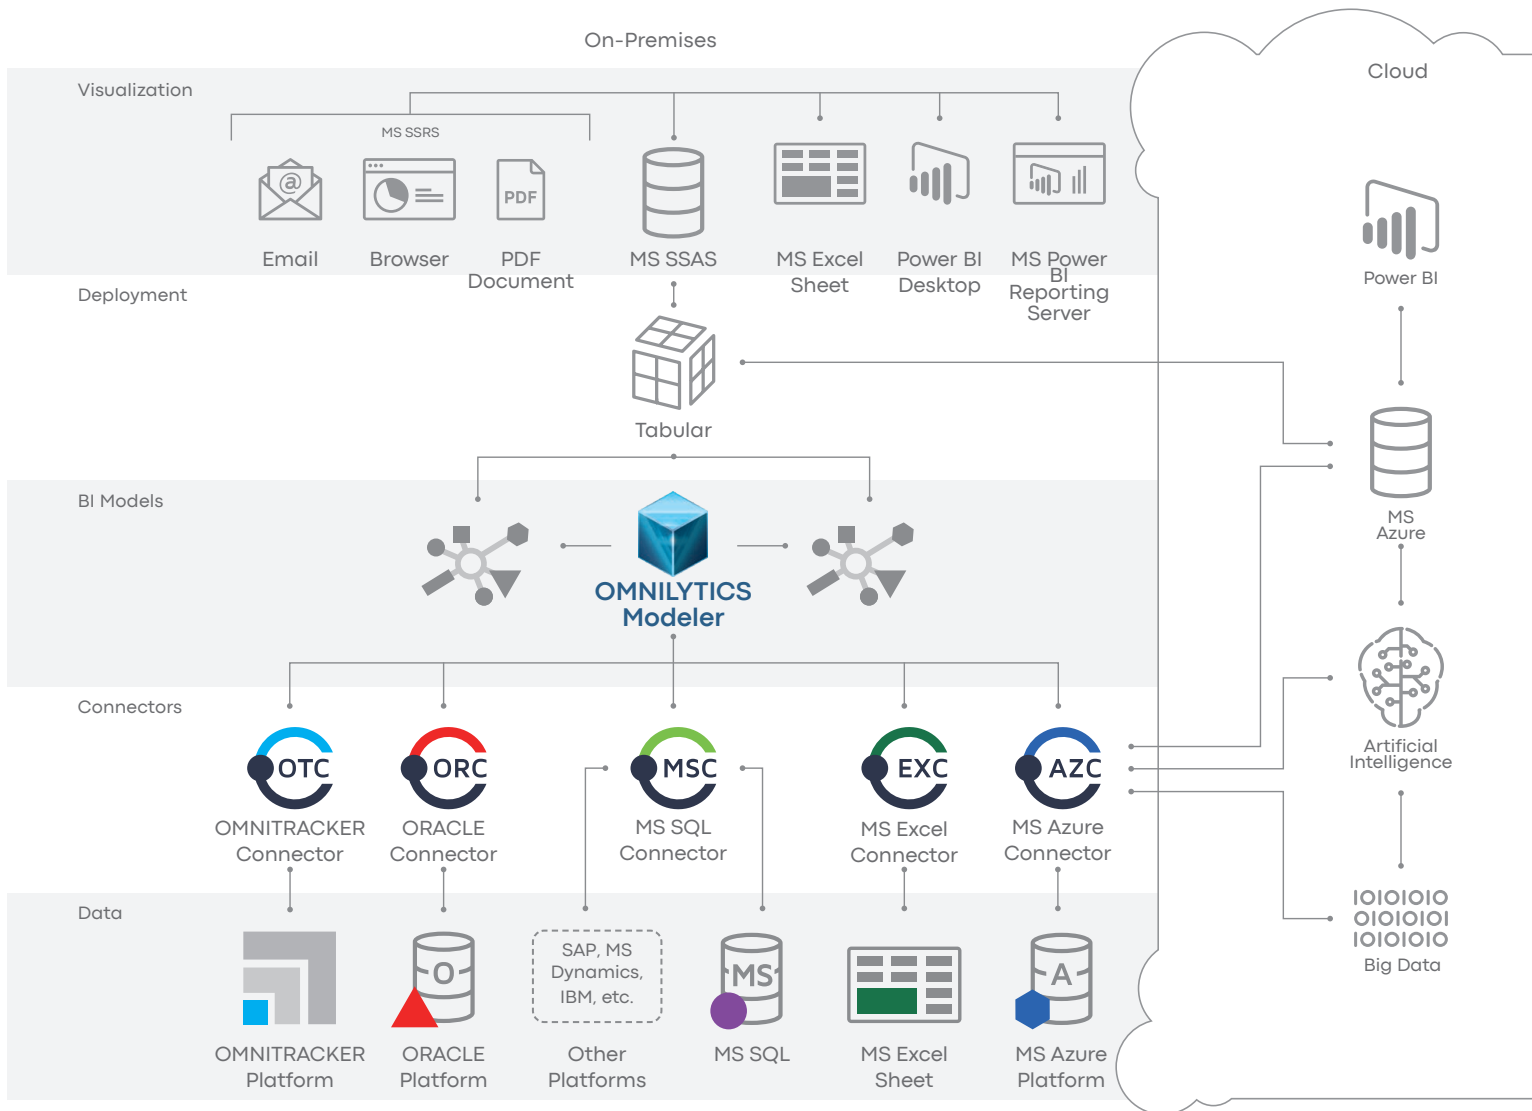 On-Premises
Cloud
Visualization
MS SSRS
@
PDF
Email
Browser
PDF
Document
MS SSAS
MS Excel
Sheet
Power BI
Desktop
MS Power
BI
Reporting
Server
Power BI
Deployment
Tabular
MS
Azure
BI Models
OMNILYTICS
Modeler
Connectors
OTC
ORC
MSC
EXC
AZC
OMNITRACKER
Connector
ORACLE
Connector
MS SQL
Connector
MS Excel
Connector
MS Azure
Connector
Artificial
Intelligence
Data
O
SAP, MS
Dynamics,
IBM, etc.
MS
A
IOIOIOIO
OIOIOIOI
IOIOIOIO
Big Data
OMNITRACKER
Platform
ORACLE
Platform
Other
Platforms
MS SQL
MS Excel
Sheet
MS Azure
Platform